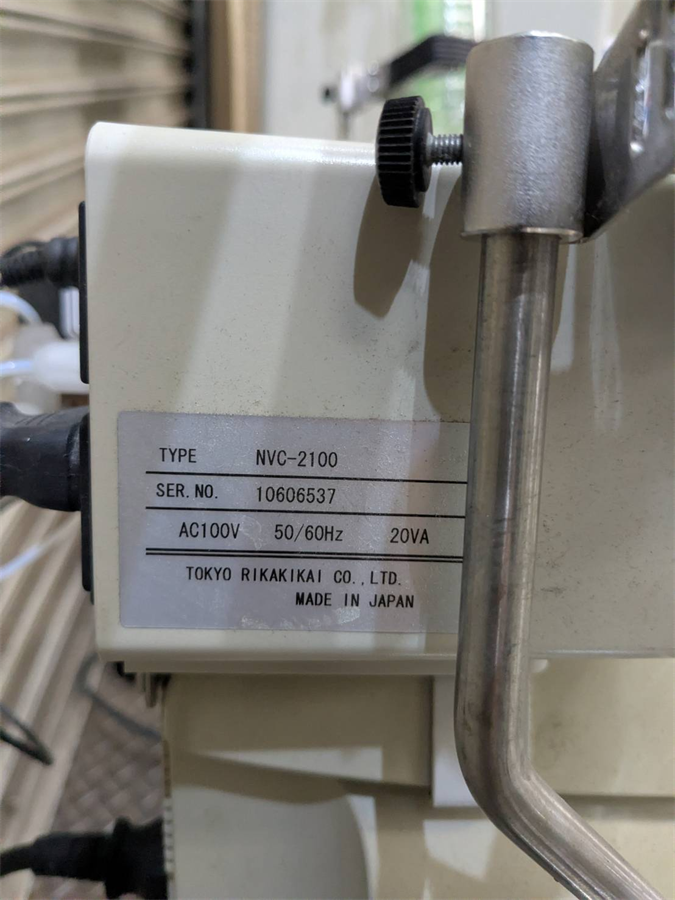 TYPE NVC-2100
SER.NO. 10606537
AC100V 50/60Hz 20VA
TOKYO RIKAKIKAI CO.,LTD.
MADE IN JAPAN